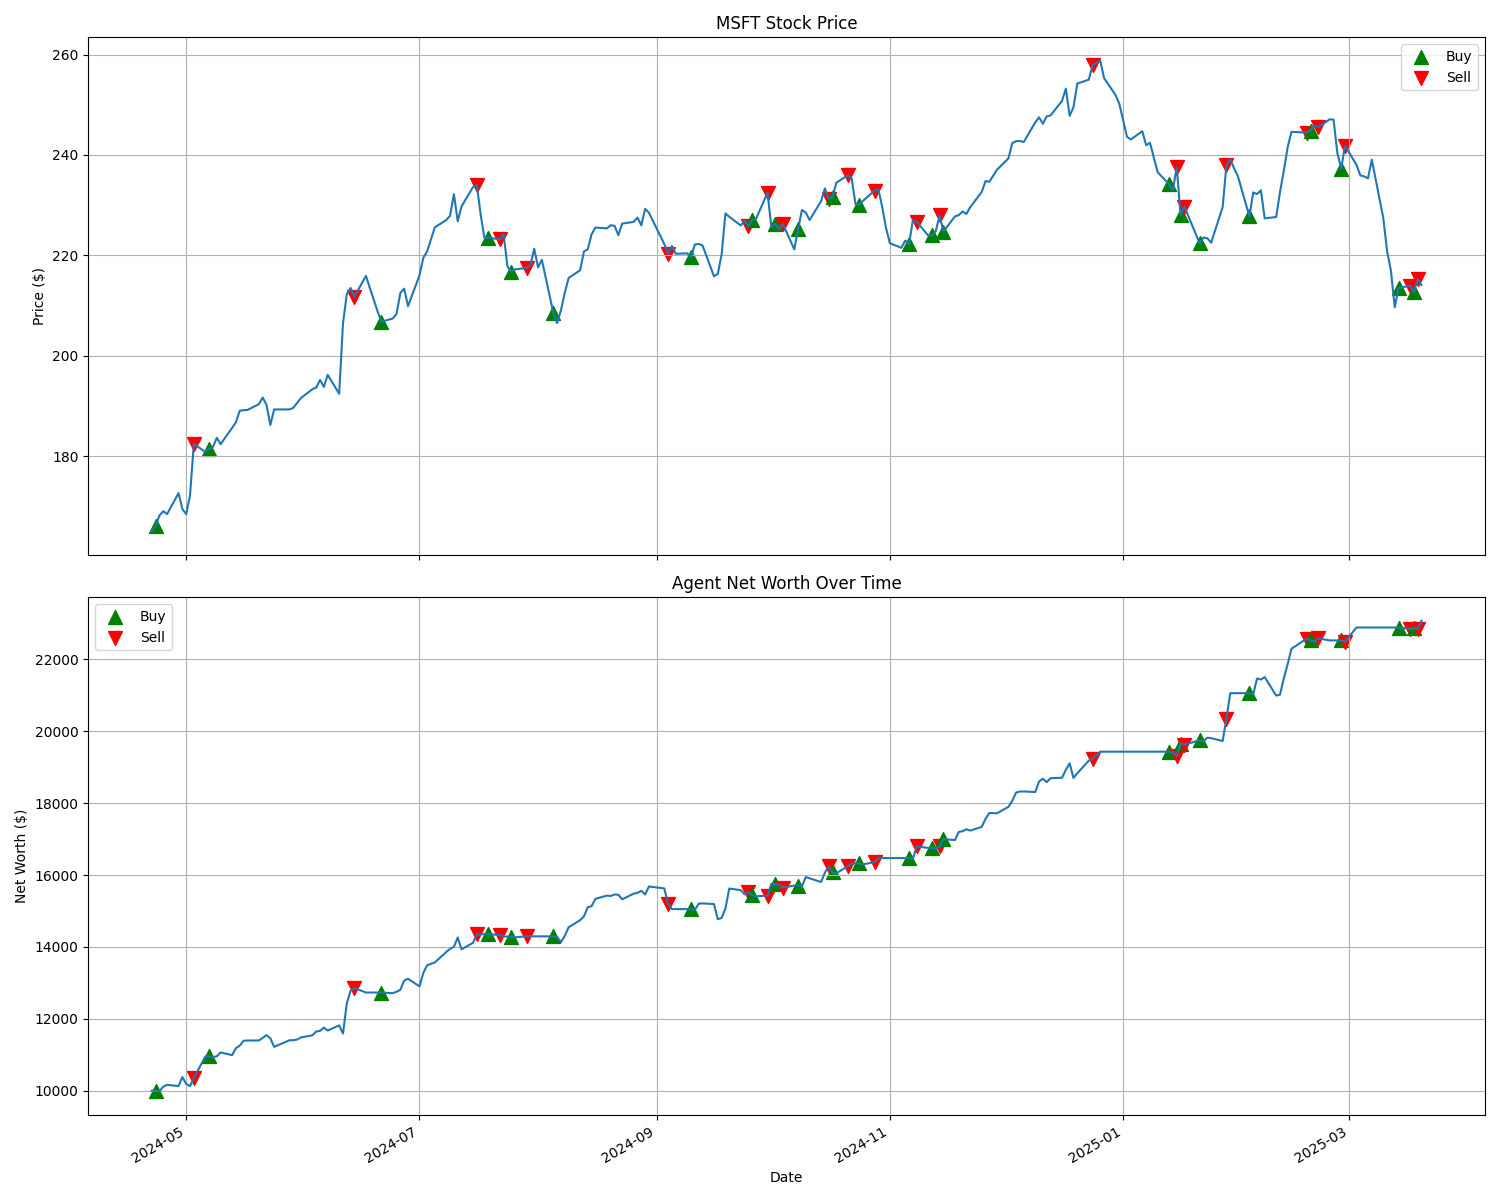 MSFT Stock Price
Price ($)
260
240
220
200
180
Buy
Sell
Agent Net Worth Over Time
Net Worth ($)
22000
20000
18000
16000
14000
12000
10000
Buy
Sell
2024-05
2024-07
2024-09
2024-11
2025-01
2025-03
Date